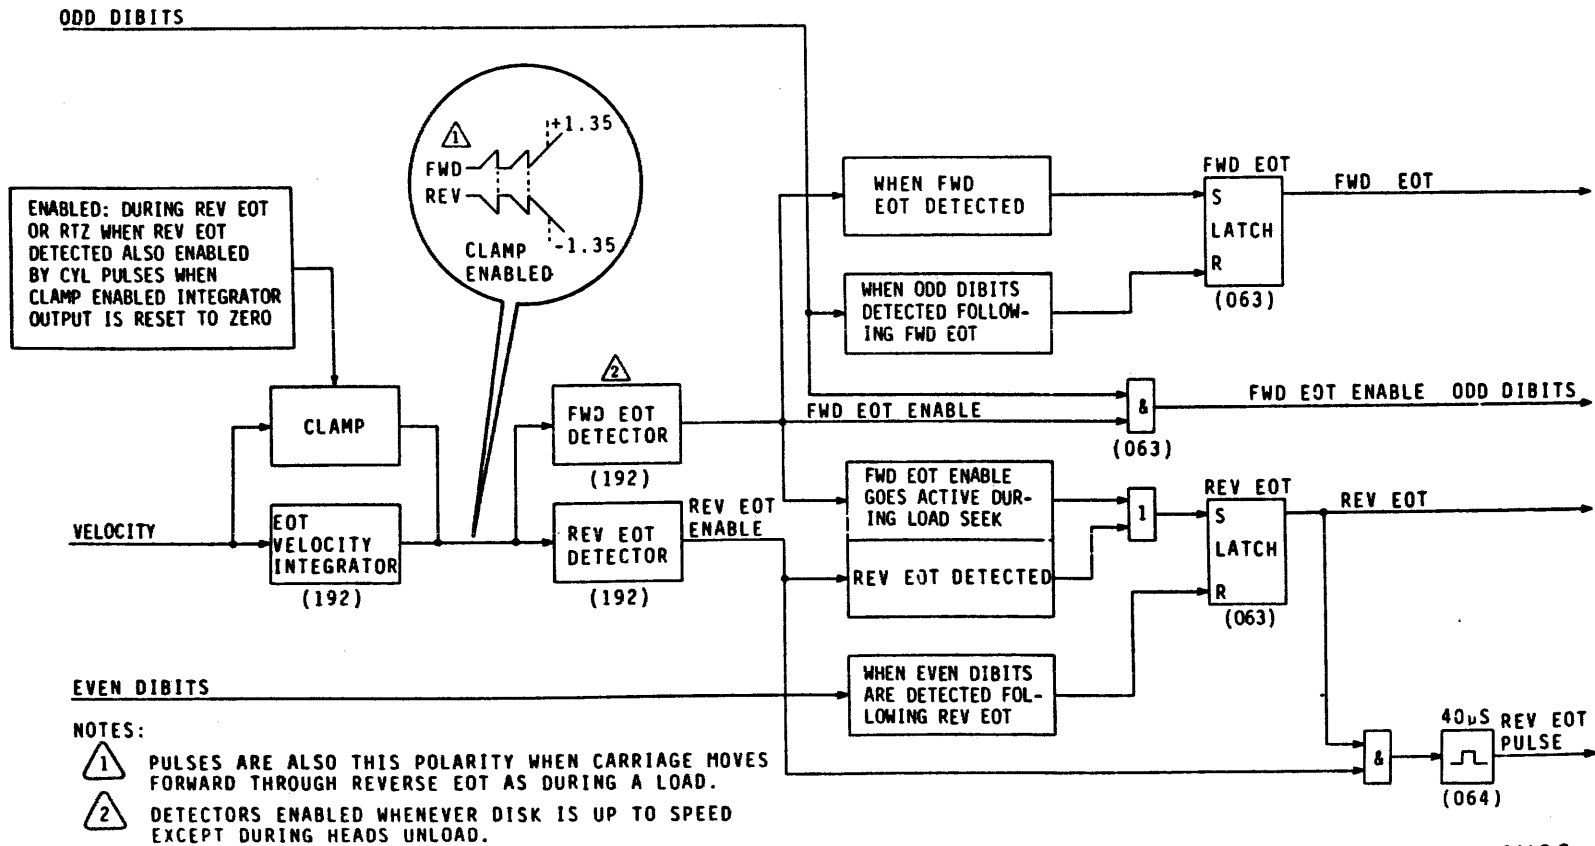 ODD DIBITS
1
+1.35
FWD
REV
-1.35
CLAMP
ENABLED
ENABLED: DURING REV EOT
OR RTZ WHEN REV EOT
DETECTED ALSO ENABLED
BY CYL PULSES WHEN
CLAMP ENABLED INTEGRATOR
OUTPUT IS RESET TO ZERO
CLAMP
VELOCITY
EOT
VELOCITY
INTEGRATOR
(192)
2
FWD EOT
DETECTOR
(192)
REV EOT
DETECTOR
(192)
REV EOT
ENABLE
WHEN FWD
EOT DETECTED
WHEN ODD DIBITS
DETECTED FOLLOW-
ING FWD EOT
FWD EOT
S
LATCH
R
(063)
FWD EOT
FWD EOT ENABLE
&
(063)
FWD EOT ENABLE ODD DIBITS
FWD EOT ENABLE
GOES ACTIVE DUR-
ING LOAD SEEK
REV EOT DETECTED
1
REV EOT
S
LATCH
R
(063)
REV EOT
EVEN DIBITS
WHEN EVEN DIBITS
ARE DETECTED FOL-
LOWING REV EOT
&
40µS
(064)
REV EOT
PULSE
NOTES:
1 PULSES ARE ALSO THIS POLARITY WHEN CARRIAGE MOVES
FORWARD THROUGH REVERSE EOT AS DURING A LOAD.
2 DETECTORS ENABLED WHENEVER DISK IS UP TO SPEED
EXCEPT DURING HEADS UNLOAD.